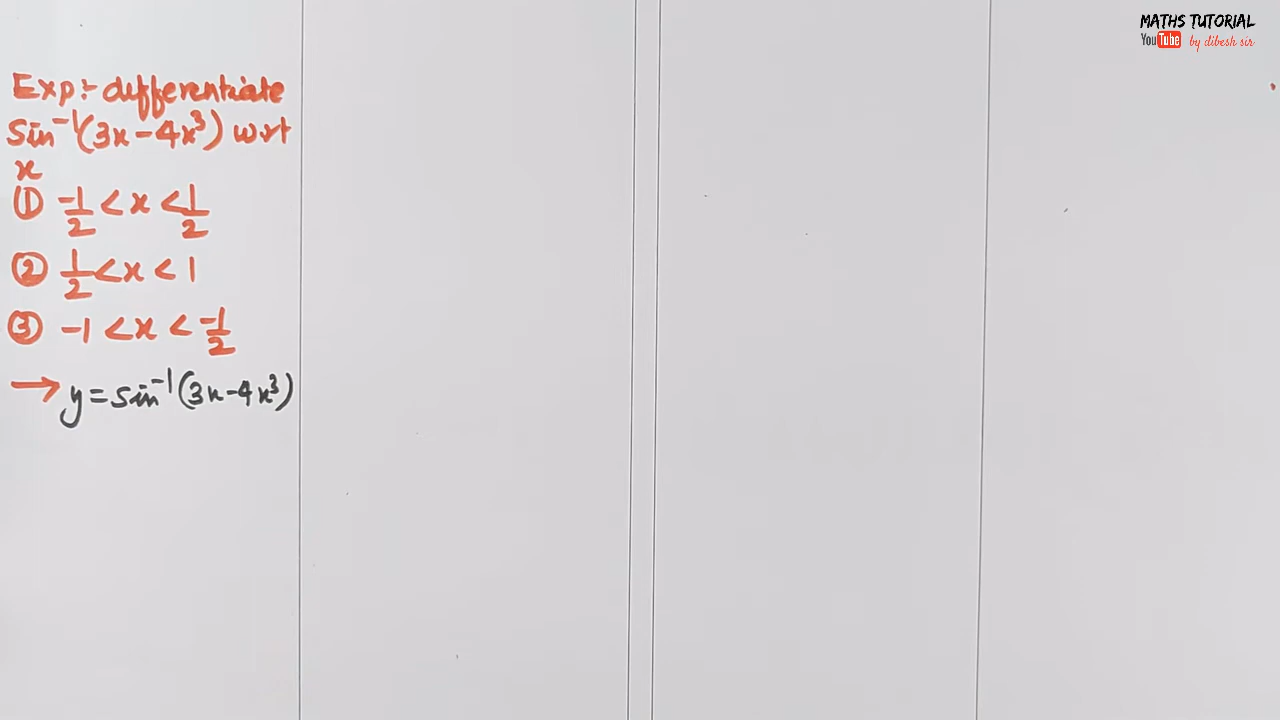 MATHS TUTORIAL
YouTube by dibesh sir
Exp:- differentiate
Sin⁻¹(3x-4x³) wrt
x
① -1/2 < x < 1/2
② 1/2 < x < 1
③ -1 < x < -1/2
→ y = Sin⁻¹(3x-4x³)